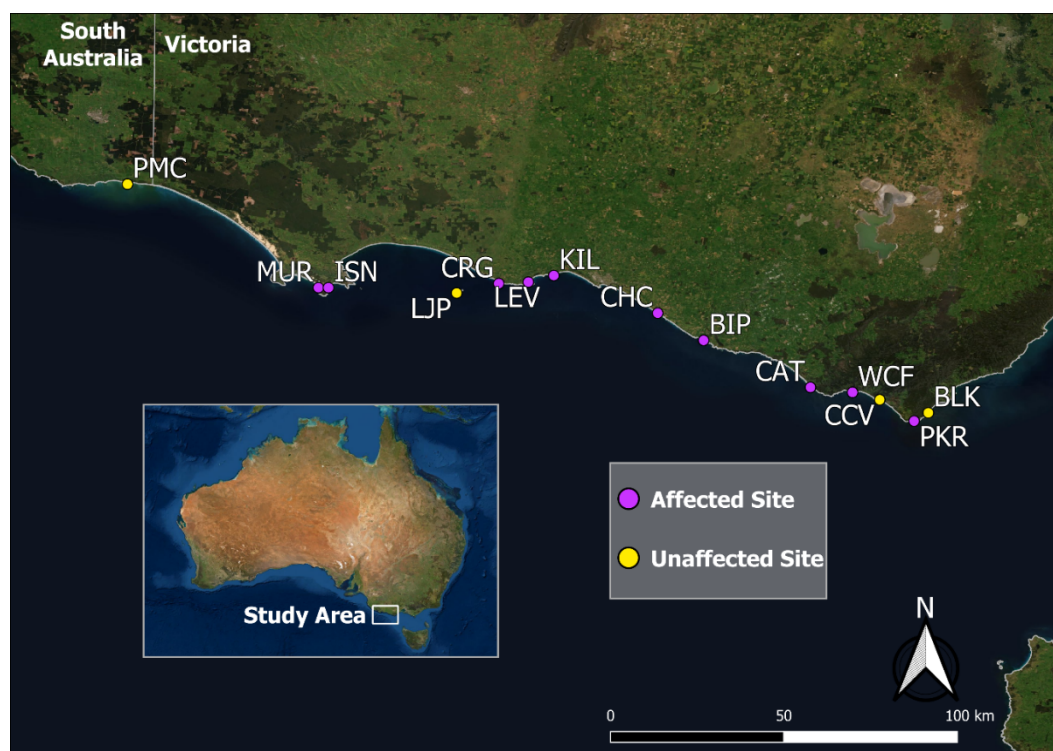 South
Australia
Victoria
PMC
MUR
ISN
CRG
KIL
LJP
LEV
CHC
BIP
CAT
WCF
CCV
BLK
PKR
Affected Site
Unaffected Site
Study Area
N
0
50
100 km